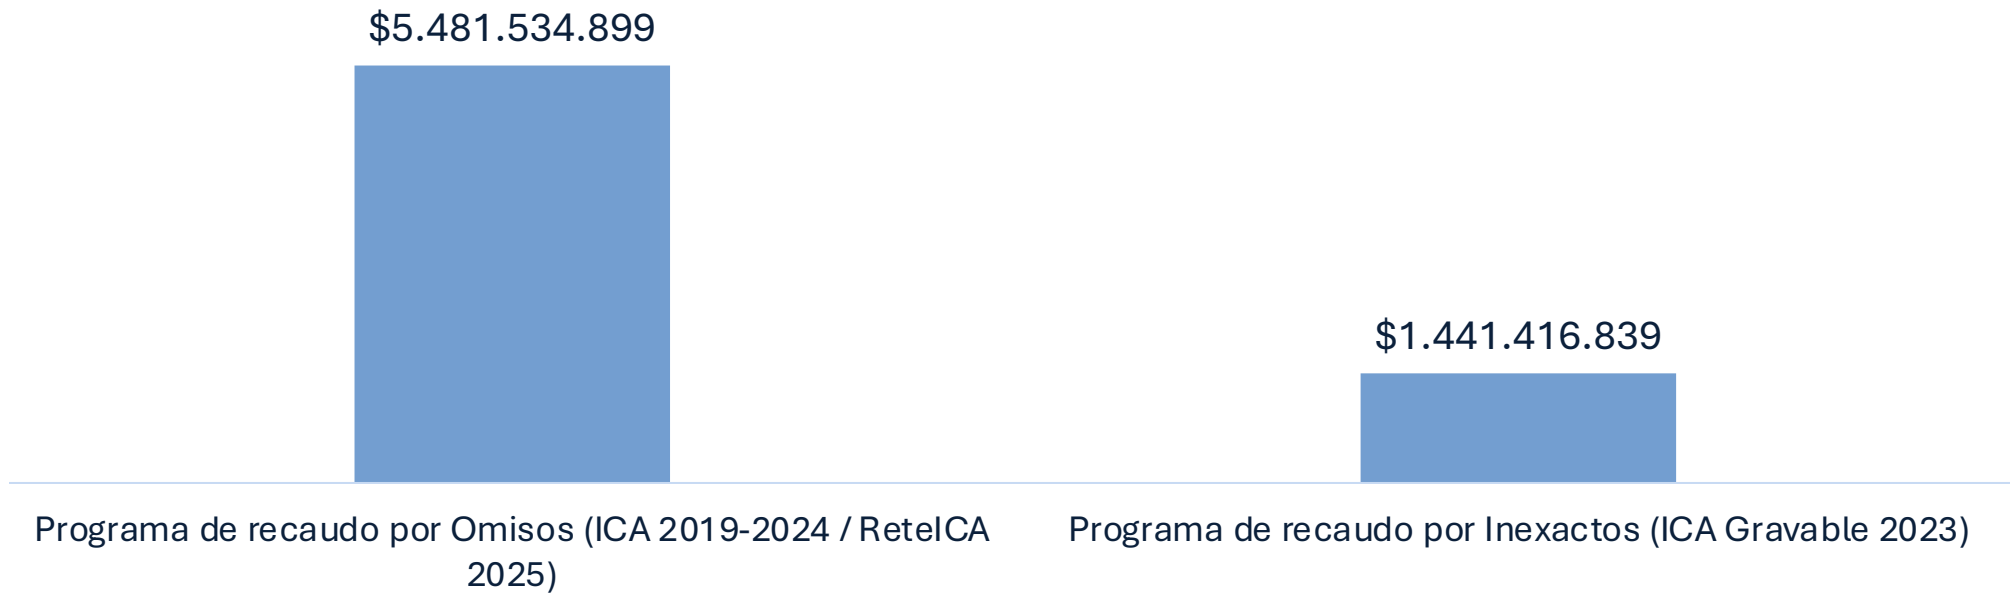 $5.481.534.899
$1.441.416.839
Programa de recaudo por Omisos (ICA 2019-2024 / ReteICA
2025)
Programa de recaudo por Inexactos (ICA Gravable 2023)